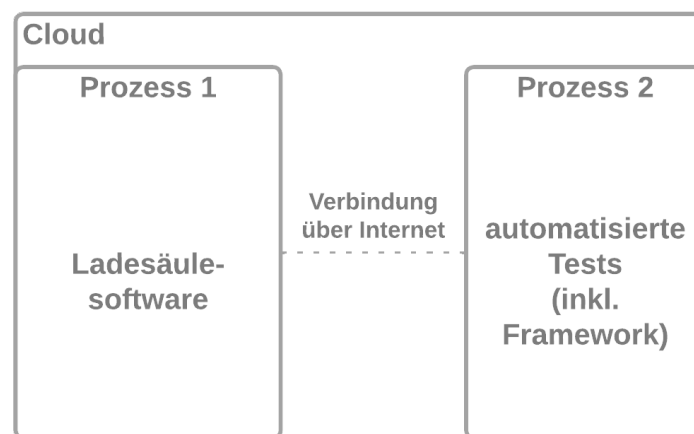 Cloud
Prozess 1
Prozess 2
Verbindung
über Internet
Ladesäule-
software
automatisierte
Tests
(inkl.
Framework)